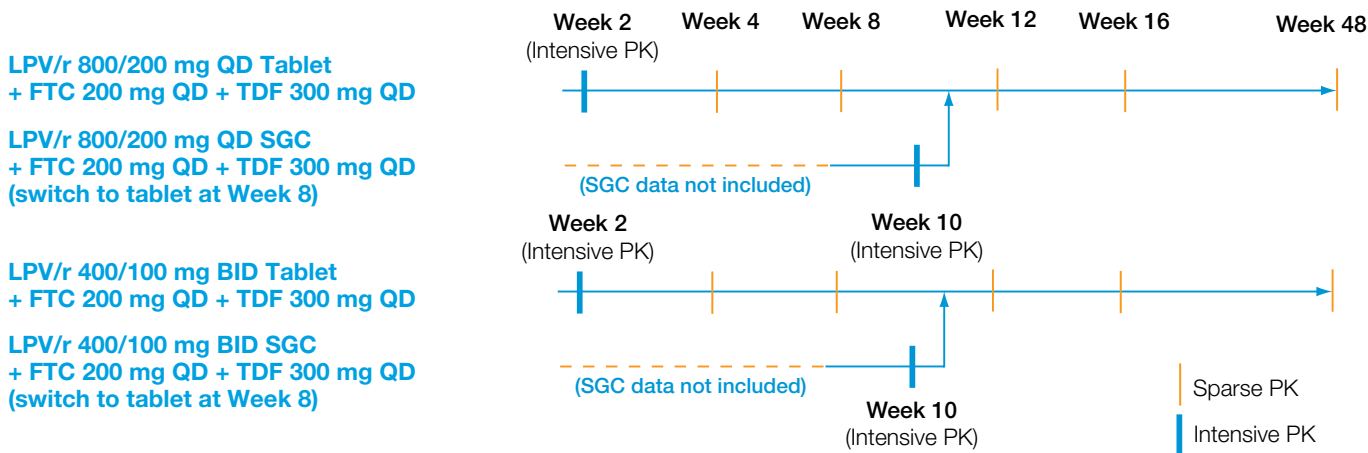 Week 2
(Intensive PK)
Week 4
Week 8
Week 12
Week 16
Week 48
LPV/r 800/200 mg QD Tablet
+ FTC 200 mg QD + TDF 300 mg QD
LPV/r 800/200 mg QD SGC
+ FTC 200 mg QD + TDF 300 mg QD
(switch to tablet at Week 8)
(SGC data not included)
Week 2
(Intensive PK)
Week 10
(Intensive PK)
LPV/r 400/100 mg BID Tablet
+ FTC 200 mg QD + TDF 300 mg QD
LPV/r 400/100 mg BID SGC
+ FTC 200 mg QD + TDF 300 mg QD
(switch to tablet at Week 8)
(SGC data not included)
Week 10
(Intensive PK)
Sparse PK
Intensive PK